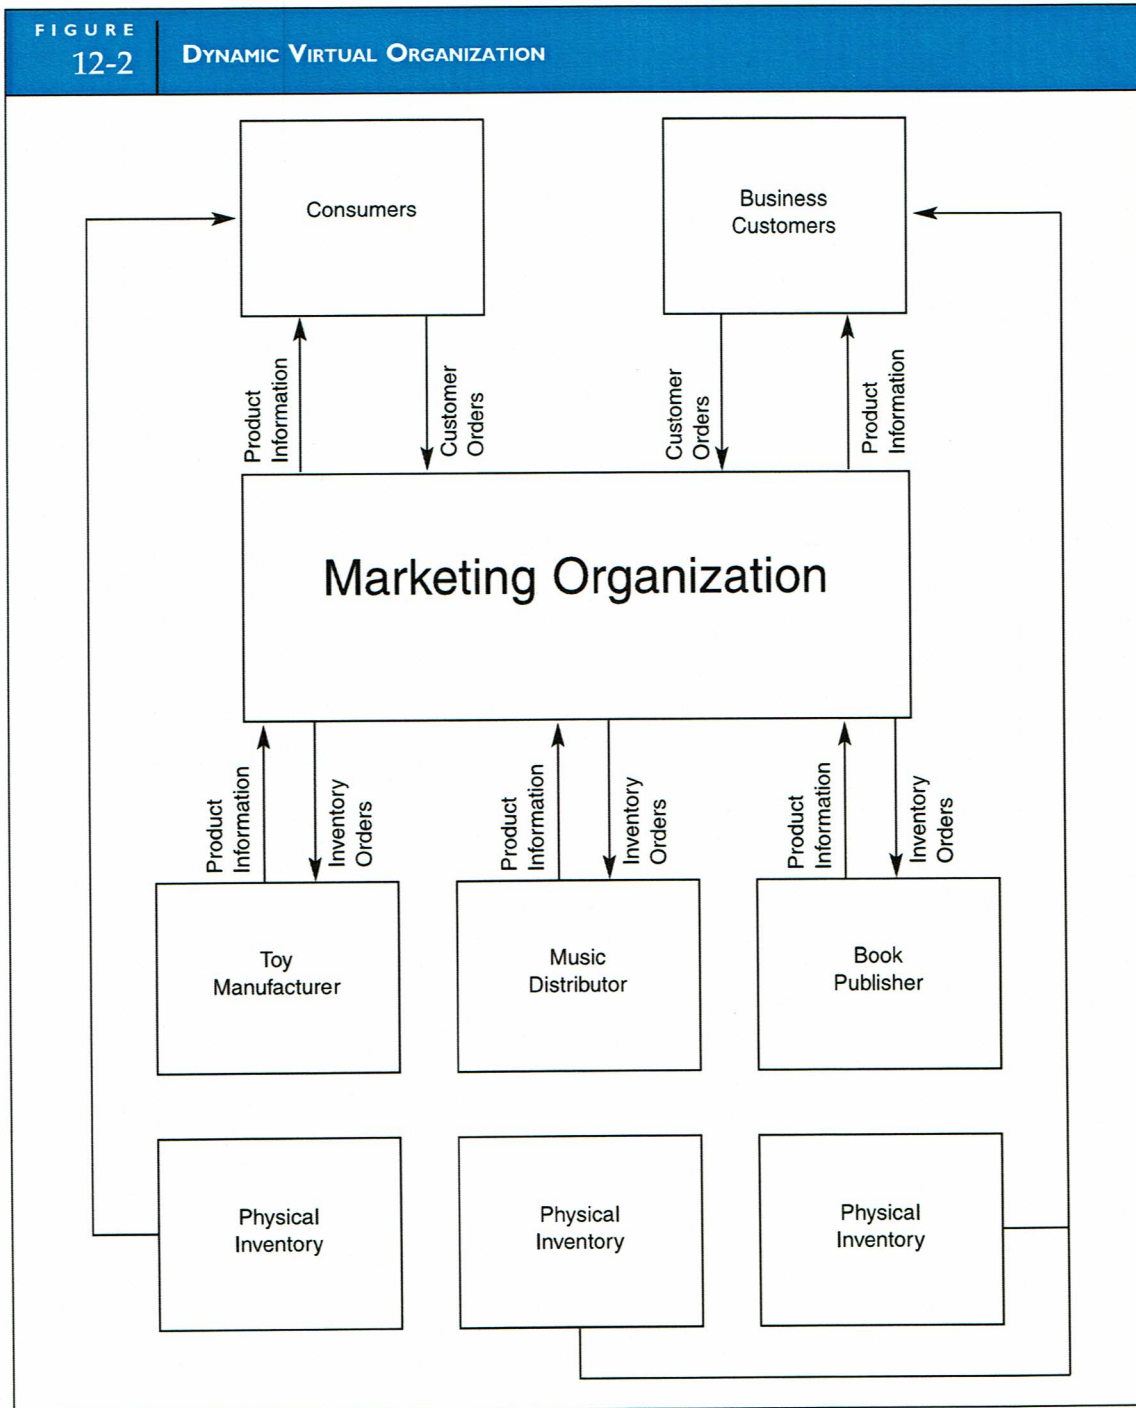 FIGURE
12-2
DYNAMIC VIRTUAL ORGANIZATION
Consumers
Business
Customers
Product
Information
Customer
Orders
Customer
Orders
Product
Information
Marketing Organization
Product
Information
Inventory
Orders
Product
Information
Inventory
Orders
Product
Information
Inventory
Orders
Toy
Manufacturer
Music
Distributor
Book
Publisher
Physical
Inventory
Physical
Inventory
Physical
Inventory